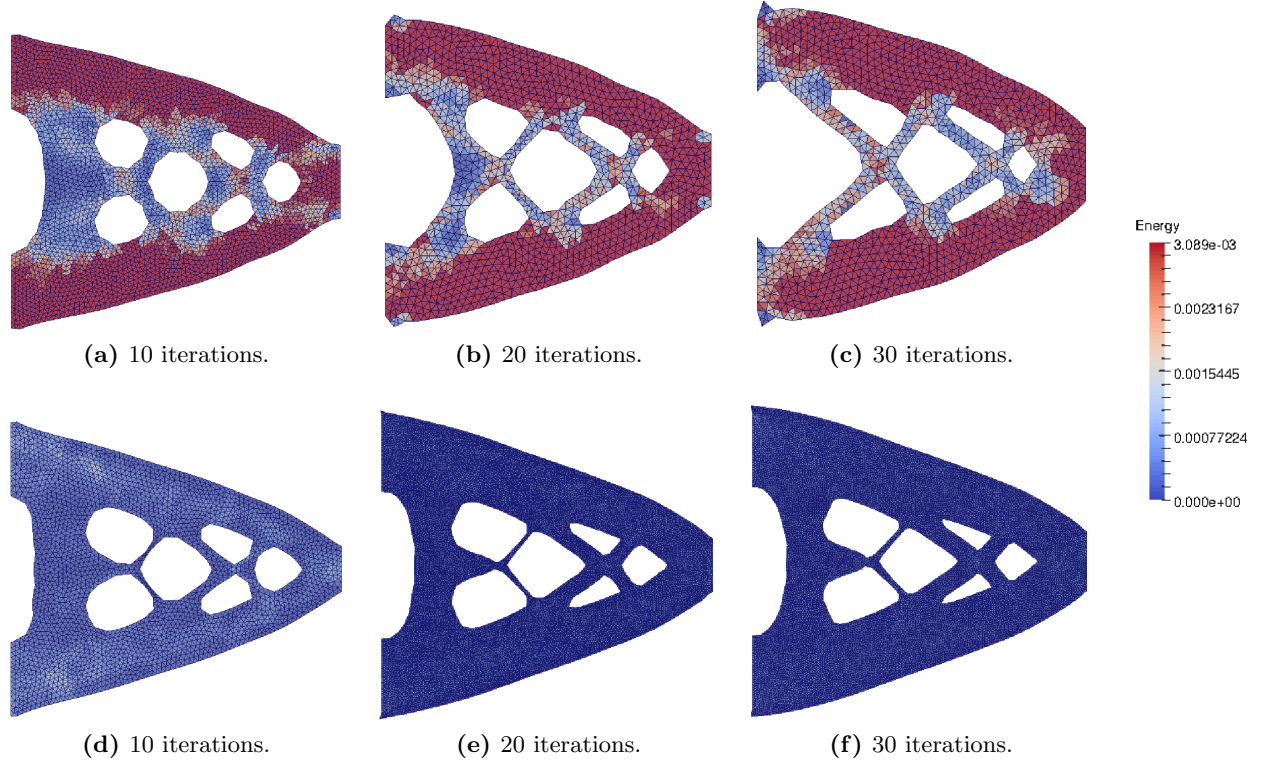 (a) 10 iterations.
(b) 20 iterations.
(c) 30 iterations.
Energy
3.089e-03
0.0023167
0.0015445
0.00077224
0.000e+00
(d) 10 iterations.
(e) 20 iterations.
(f) 30 iterations.